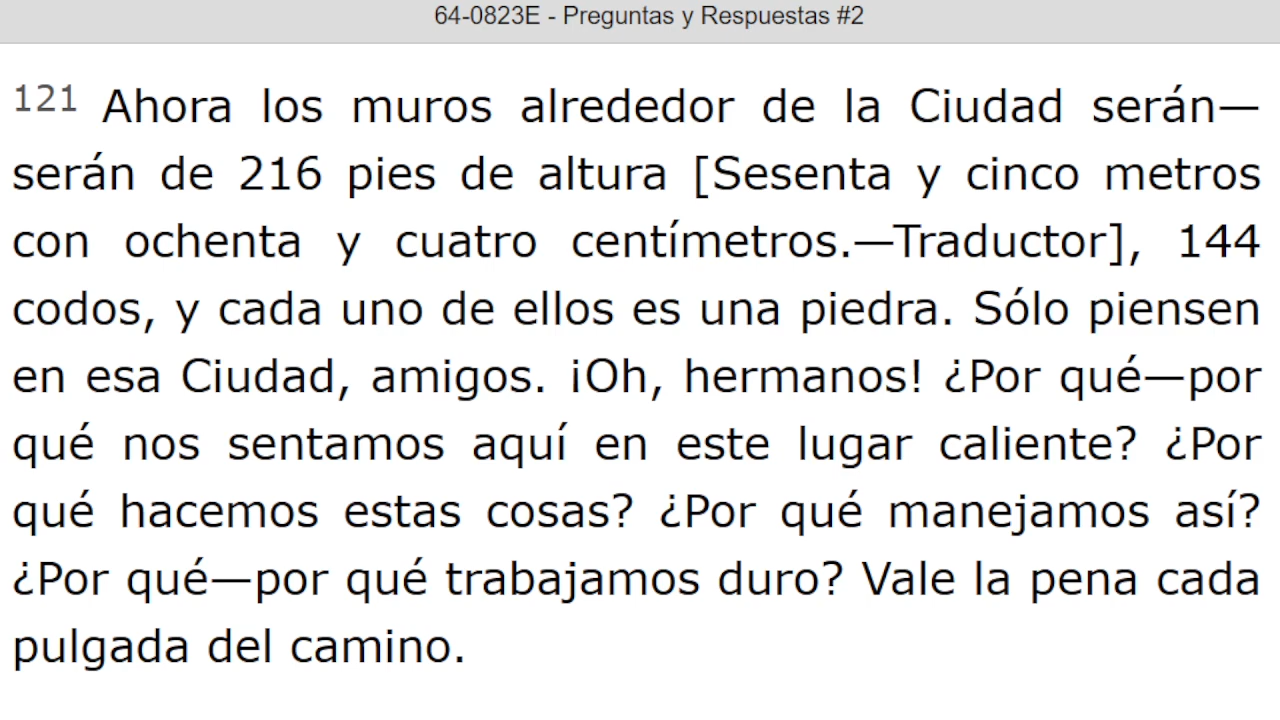 64-0823E - Preguntas y Respuestas #2
121 Ahora los muros alrededor de la Ciudad serán—
serán de 216 pies de altura [Sesenta y cinco metros
con ochenta y cuatro centímetros.—Traductor], 144
codos, y cada uno de ellos es una piedra. Sólo piensen
en esa Ciudad, amigos. ¡Oh, hermanos! ¿Por qué—por
qué nos sentamos aquí en este lugar caliente? ¿Por
qué hacemos estas cosas? ¿Por qué manejamos así?
¿Por qué—por qué trabajamos duro? Vale la pena cada
pulgada del camino.